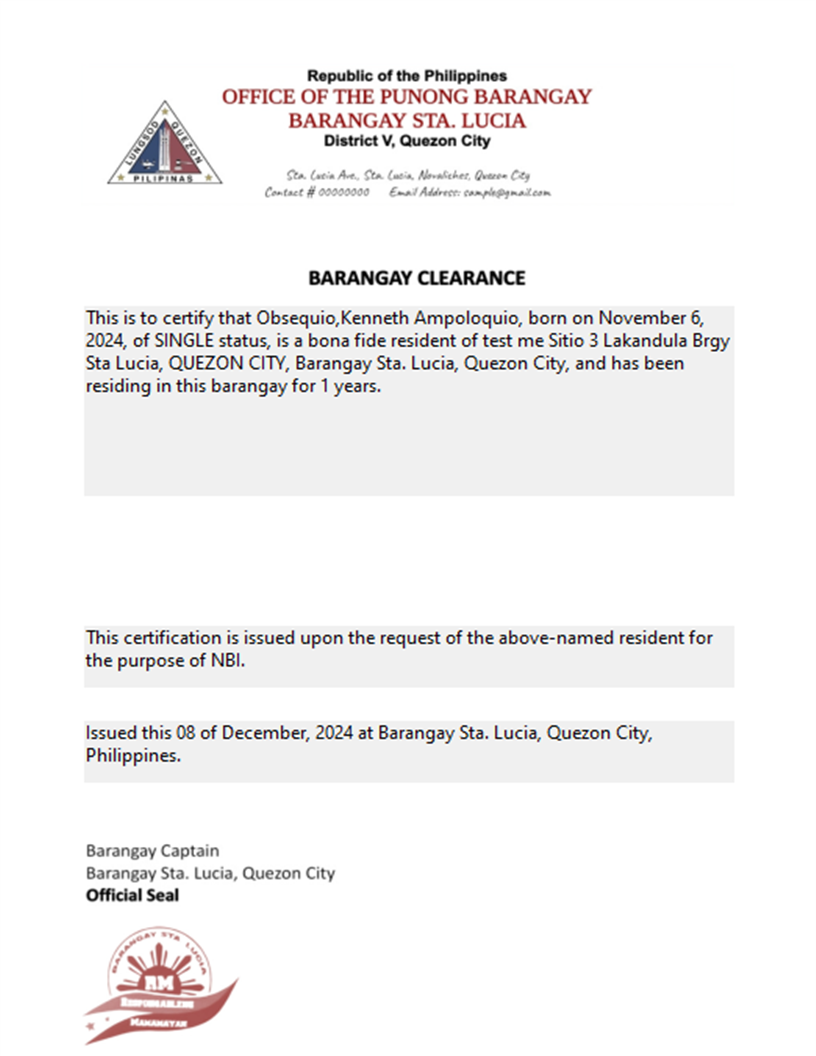 Republic of the Philippines
OFFICE OF THE PUNONG BARANGAY
BARANGAY STA. LUCIA
District V, Quezon City
LUNGSOD QUEZON
PILIPINAS
Sta. Lucia Ave., Sta. Lucia, Novaliches, Quezon City
Contact # 00000000 Email Address: sample@gmail.com
BARANGAY CLEARANCE
This is to certify that Obsequio,Kenneth Ampoloquio, born on November 6,
2024, of SINGLE status, is a bona fide resident of test me Sitio 3 Lakandula Brgy
Sta Lucia, QUEZON CITY, Barangay Sta. Lucia, Quezon City, and has been
residing in this barangay for 1 years.
This certification is issued upon the request of the above-named resident for
the purpose of NBI.
Issued this 08 of December, 2024 at Barangay Sta. Lucia, Quezon City,
Philippines.
Barangay Captain
Barangay Sta. Lucia, Quezon City
Official Seal
BARANGAY STA LUCIA
RM
MAMAMAYAN